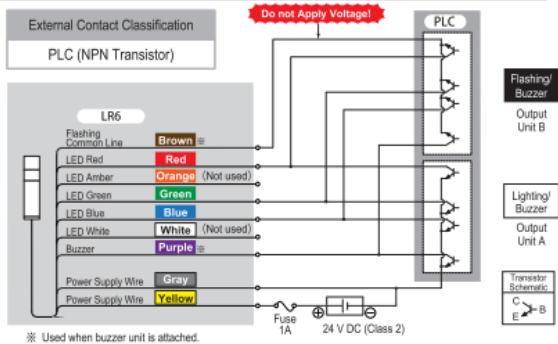 External Contact Classification
PLC (NPN Transistor)
Do not Apply Voltage!
PLC
Flashing/
Buzzer
Output
Unit B
LR6
Flashing
Common Line
Brown ※
LED Red Red
LED Amber Orange (Not used)
LED Green Green
LED Blue Blue
LED White White (Not used)
Buzzer Purple ※
Power Supply Wire Gray
Power Supply Wire Yellow
Lighting/
Buzzer
Output
Unit A
Transistor
Schematic
C
B
E
Fuse
1A
⊕ ⊖
24 V DC (Class 2)
※ Used when buzzer unit is attached.